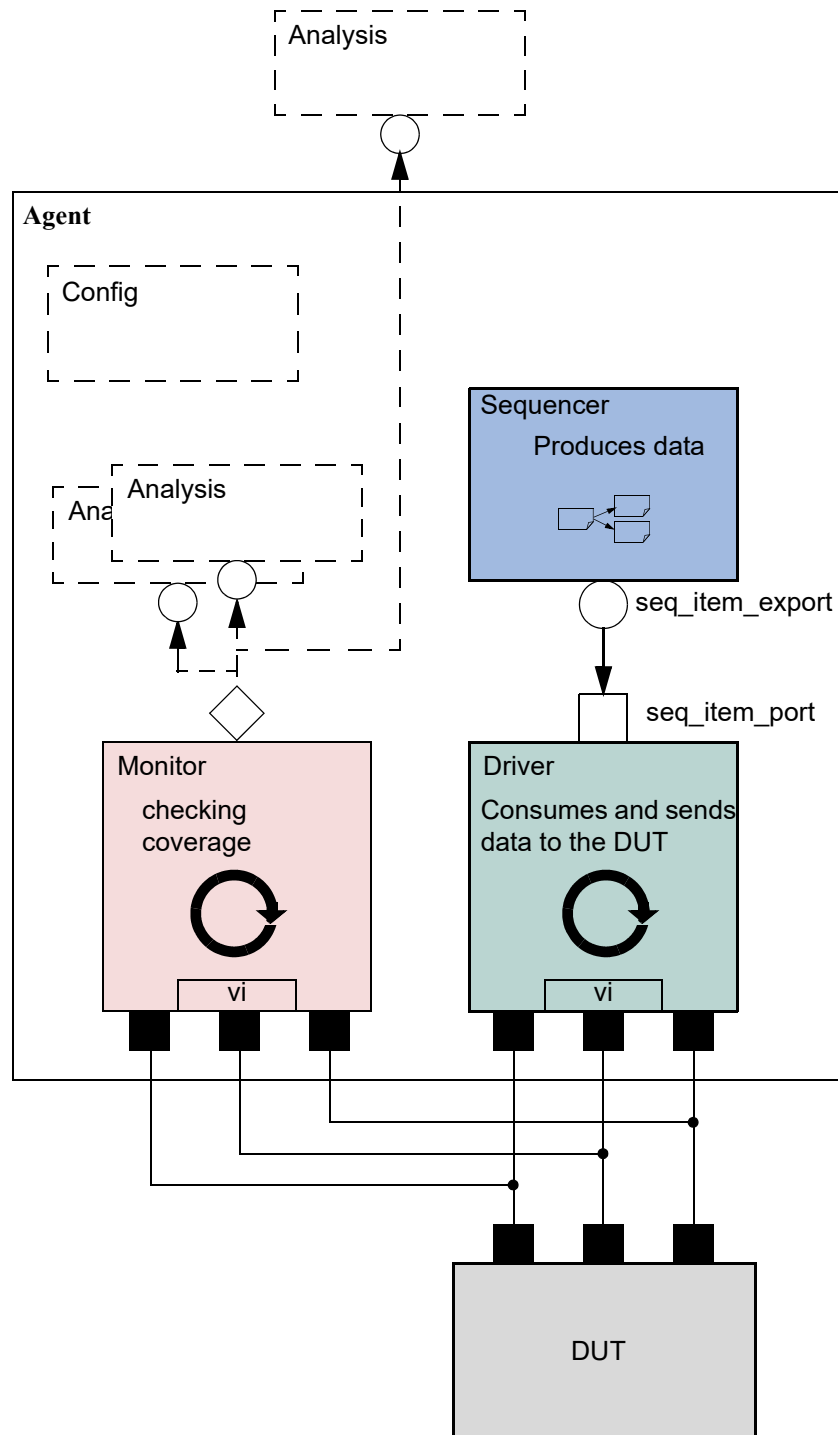 Analysis
Agent
Config
Sequencer
Produces data
Analysis
Ana
seq_item_export
seq_item_port
Monitor
checking
coverage
vi
Driver
Consumes and sends
data to the DUT
vi
DUT